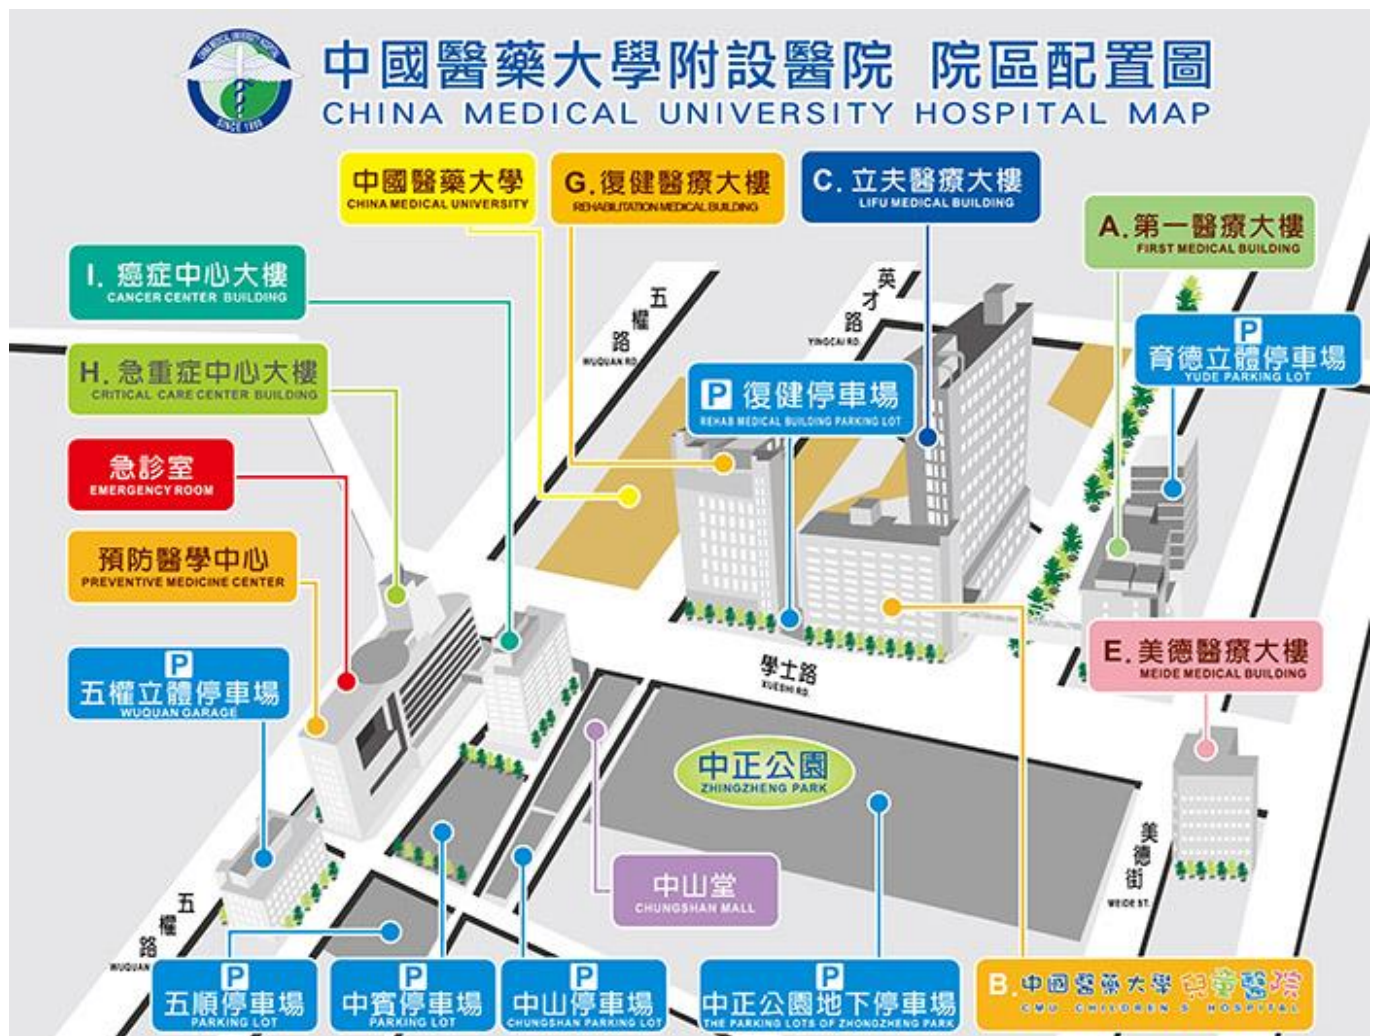 CHINA MEDICAL UNIVERSITY HOSPITAL
SINCE 1980
中國醫藥大學附設醫院 院區配置圖
CHINA MEDICAL UNIVERSITY HOSPITAL MAP
中國醫藥大學
CHINA MEDICAL UNIVERSITY
G.復健醫療大樓
REHABILITATION MEDICAL BUILDING
C.立夫醫療大樓
LIFU MEDICAL BUILDING
A.第一醫療大樓
FIRST MEDICAL BUILDING
I. 癌症中心大樓
CANCER CENTER BUILDING
五權路
WUQUAN RD.
英才路
YINGCAI RD.
P
育德立體停車場
YUDE PARKING LOT
H.急重症中心大樓
CRITICAL CARE CENTER BUILDING
P 復健停車場
REHAB MEDICAL BUILDING PARKING LOT
急診室
EMERGENCY ROOM
預防醫學中心
PREVENTIVE MEDICINE CENTER
P
五權立體停車場
WUQUAN GARAGE
學士路
XUESHI RD.
E.美德醫療大樓
MEIDE MEDICAL BUILDING
中正公園
ZHINGZHENG PARK
美德街
MEIDE ST.
中山堂
CHUNGSHAN MALL
五權路
WUQUAN
P
五順停車場
PARKING LOT
P
中賓停車場
PARKING LOT
P
中山停車場
CHUNGSHAN PARKING LOT
P
中正公園地下停車場
THE PARKING LOTS OF ZHONGZHENG PARK
B.中國醫藥大學 兒童醫院
CMU CHILDREN'S HOSPITAL